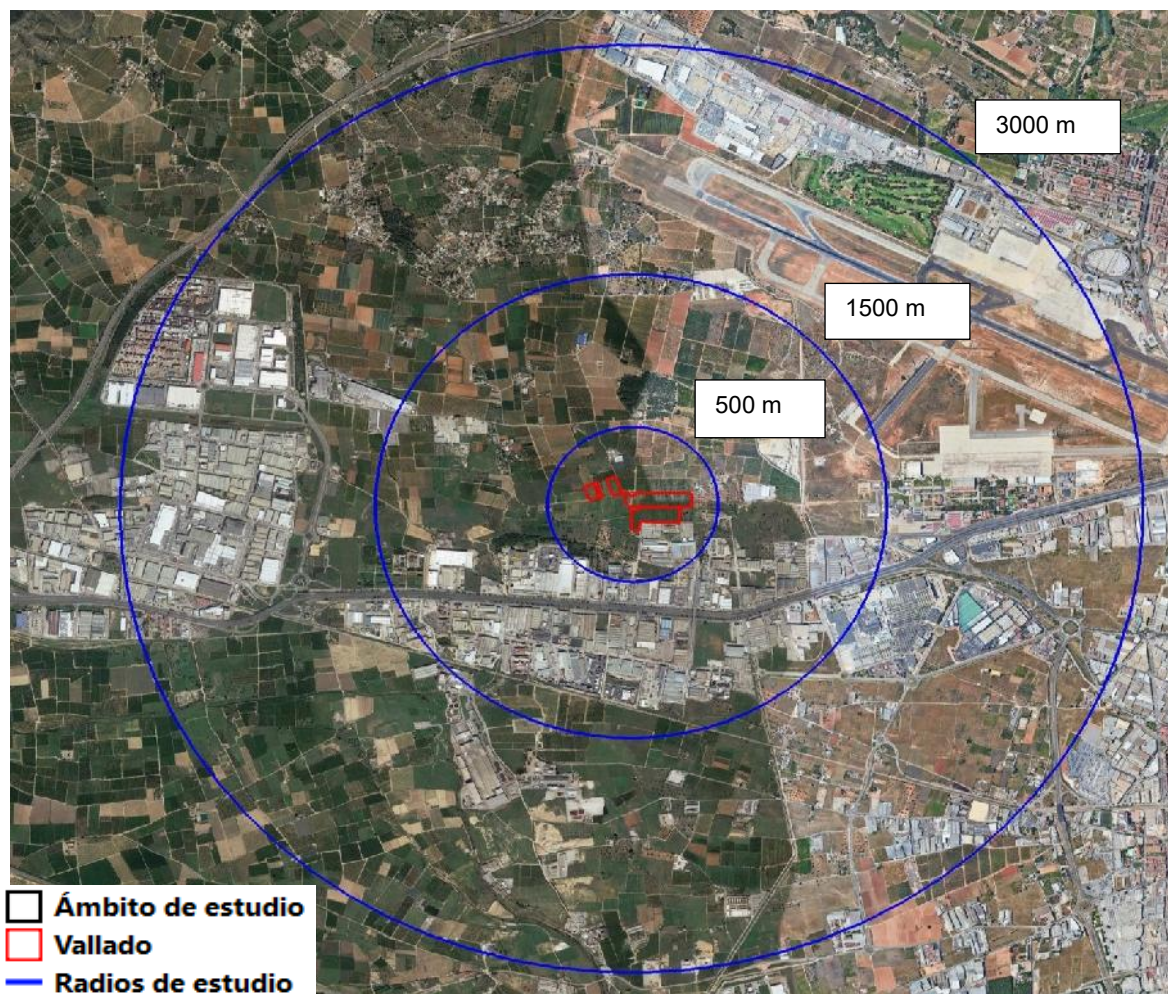 3000 m
1500 m
500 m
Ámbito de estudio
Vallado
Radios de estudio